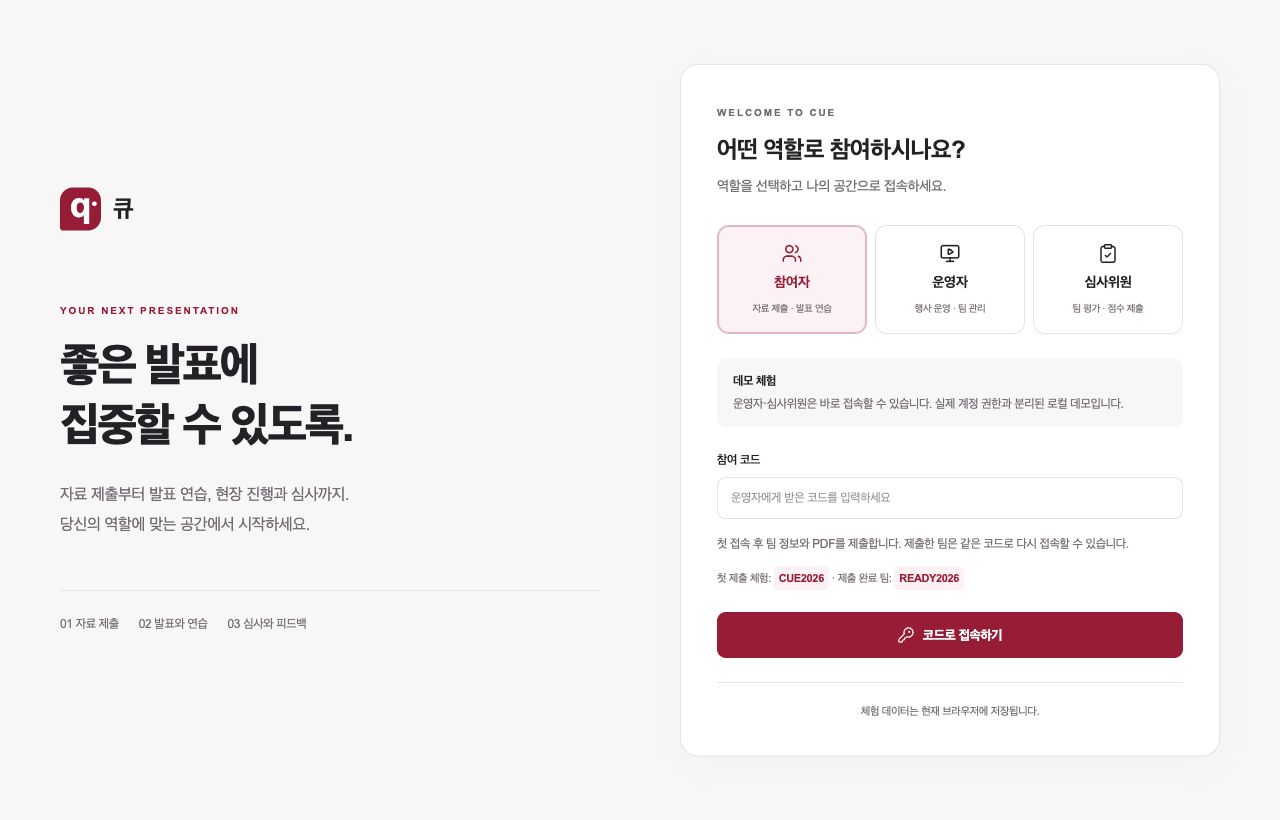 q 큐
YOUR NEXT PRESENTATION
좋은 발표에
집중할 수 있도록.
자료 제출부터 발표 연습, 현장 진행과 심사까지.
당신의 역할에 맞는 공간에서 시작하세요.
01 자료 제출 02 발표와 연습 03 심사와 피드백
WELCOME TO CUE
어떤 역할로 참여하시나요?
역할을 선택하고 나의 공간으로 접속하세요.
참여자
자료 제출 · 발표 연습
운영자
행사 운영 · 팀 관리
심사위원
팀 평가 · 점수 제출
데모 체험
운영자·심사위원은 바로 접속할 수 있습니다. 실제 계정 권한과 분리된 로컬 데모입니다.
참여 코드
운영자에게 받은 코드를 입력하세요
첫 접속 후 팀 정보와 PDF를 제출합니다. 제출한 팀은 같은 코드로 다시 접속할 수 있습니다.
첫 제출 체험: CUE2026 · 제출 완료 팀: READY2026
코드로 접속하기
체험 데이터는 현재 브라우저에 저장됩니다.